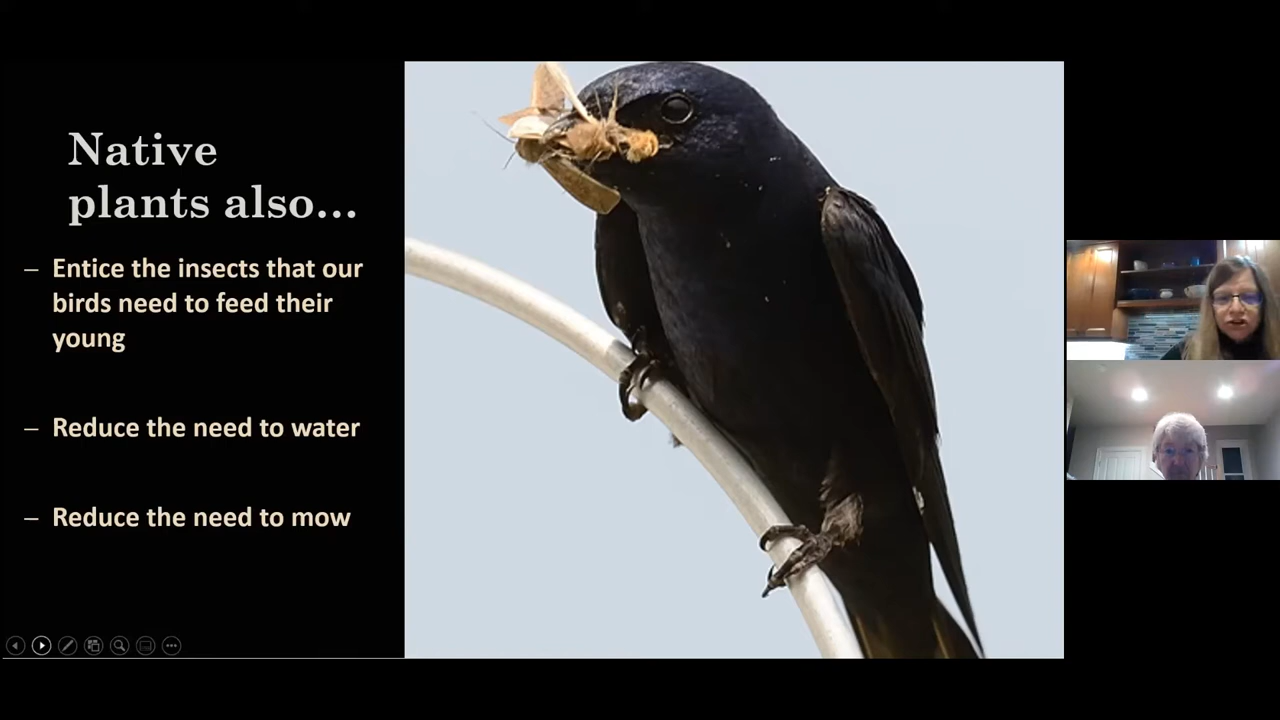 Native
plants also...
– Entice the insects that our
birds need to feed their
young
– Reduce the need to water
– Reduce the need to mow